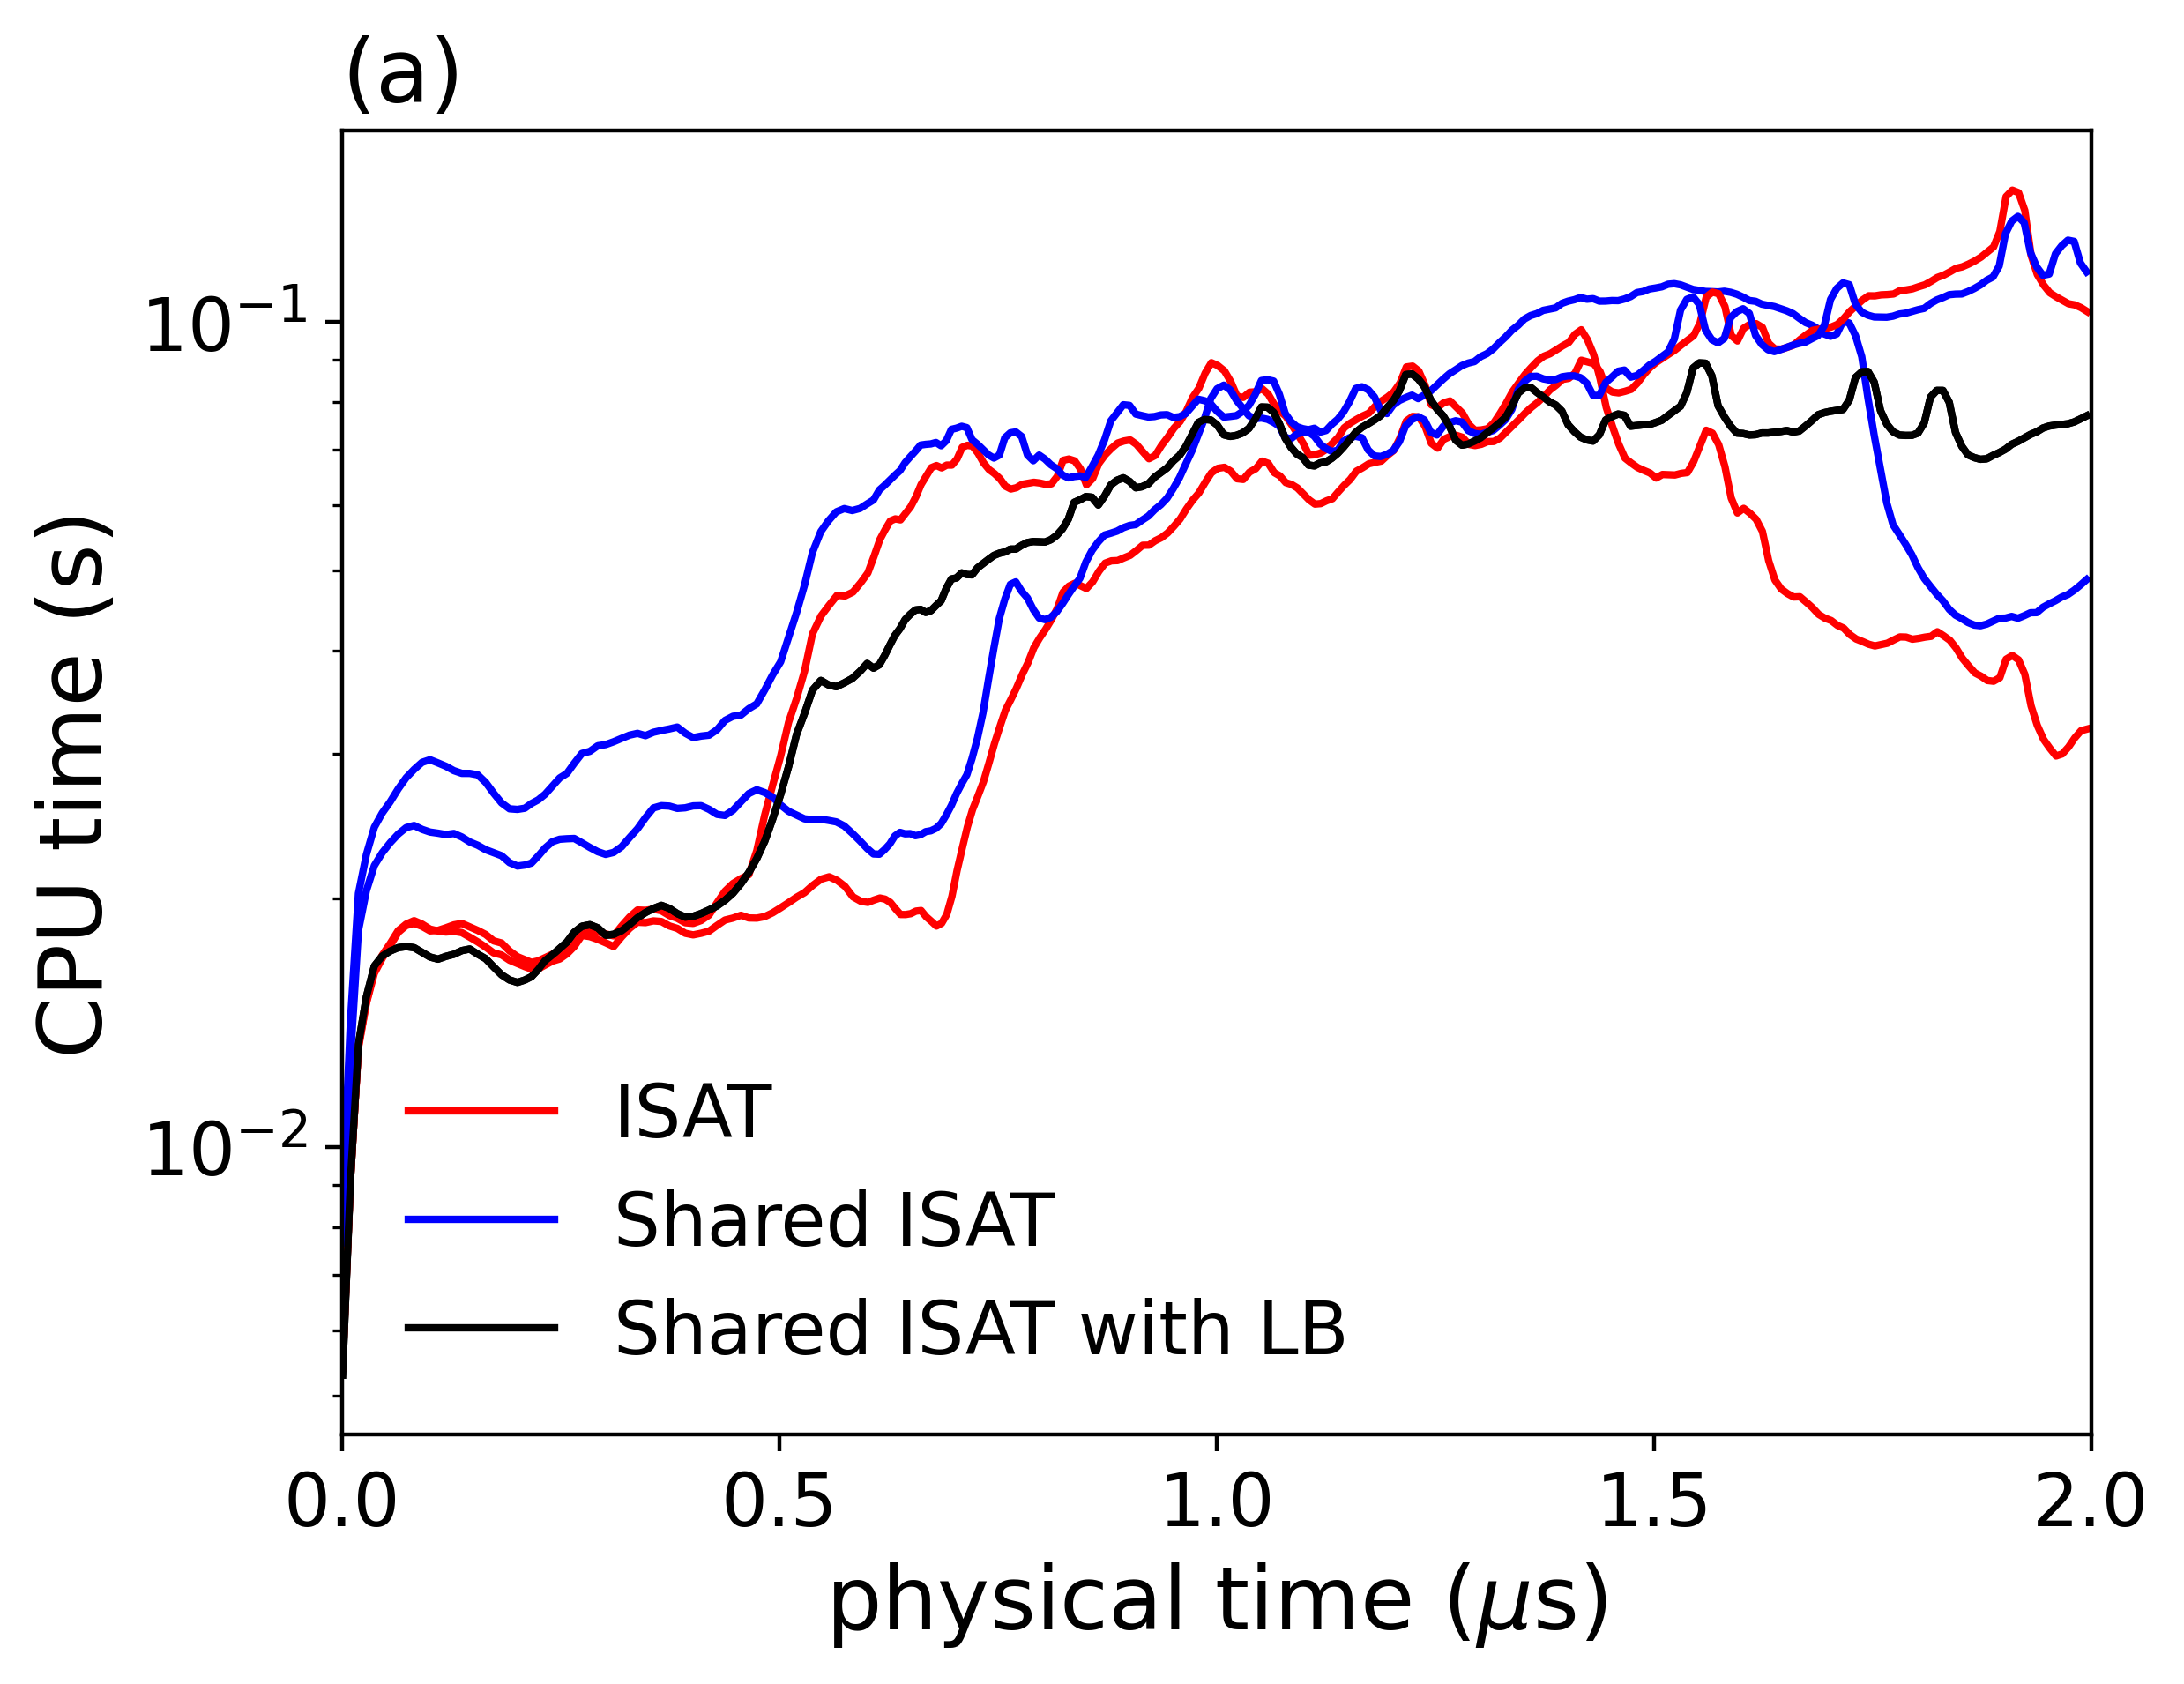 (a)
CPU time (s)
10⁻¹
10⁻²
ISAT
Shared ISAT
Shared ISAT with LB
0.0 0.5 1.0 1.5 2.0
physical time (μs)